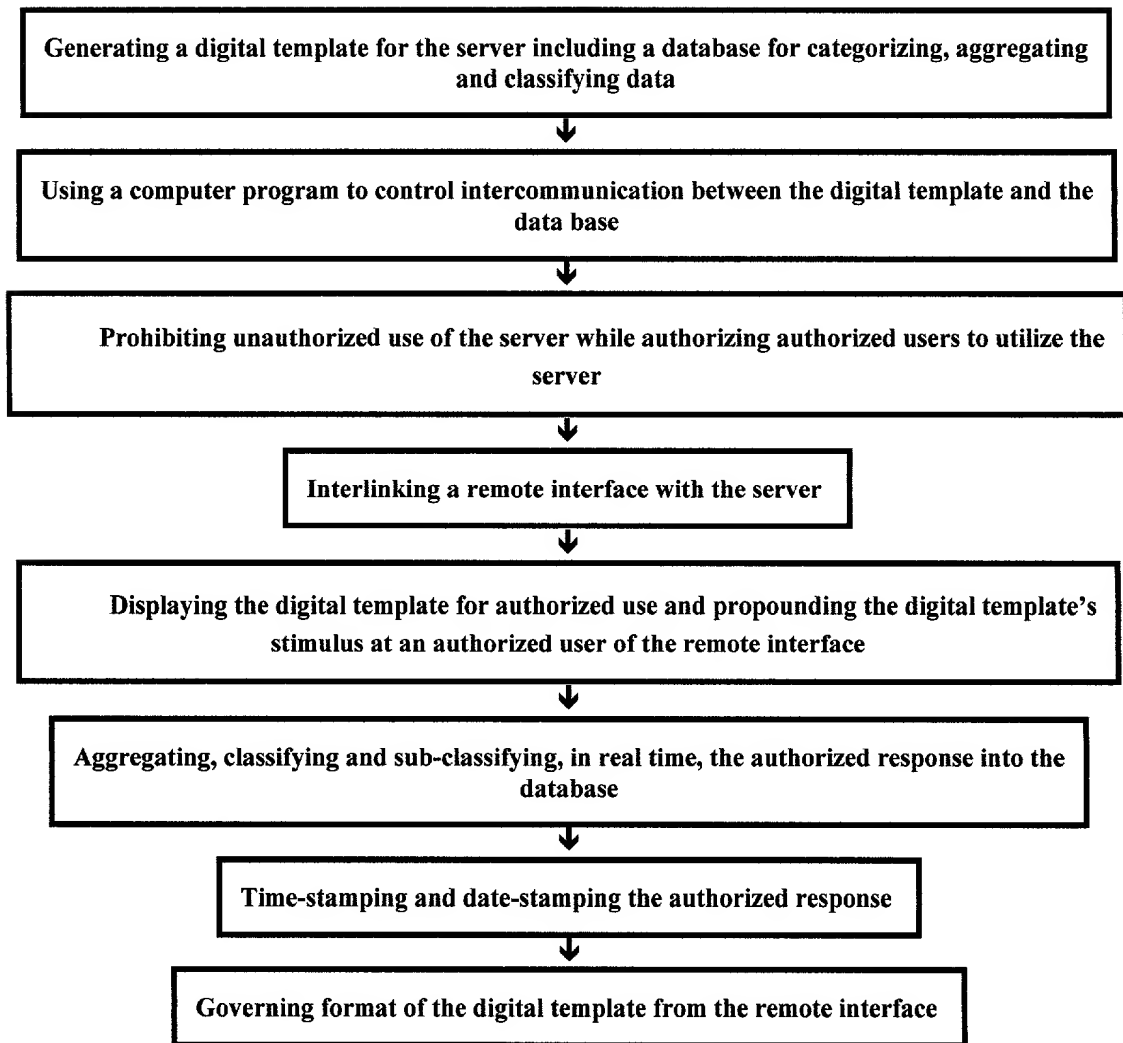 Generating a digital template for the server including a database for categorizing, aggregating
and classifying data
Using a computer program to control intercommunication between the digital template and the
data base
Prohibiting unauthorized use of the server while authorizing authorized users to utilize the
server
Interlinking a remote interface with the server
Displaying the digital template for authorized use and propounding the digital template's
stimulus at an authorized user of the remote interface
Aggregating, classifying and sub-classifying, in real time, the authorized response into the
database
Time-stamping and date-stamping the authorized response
Governing format of the digital template from the remote interface